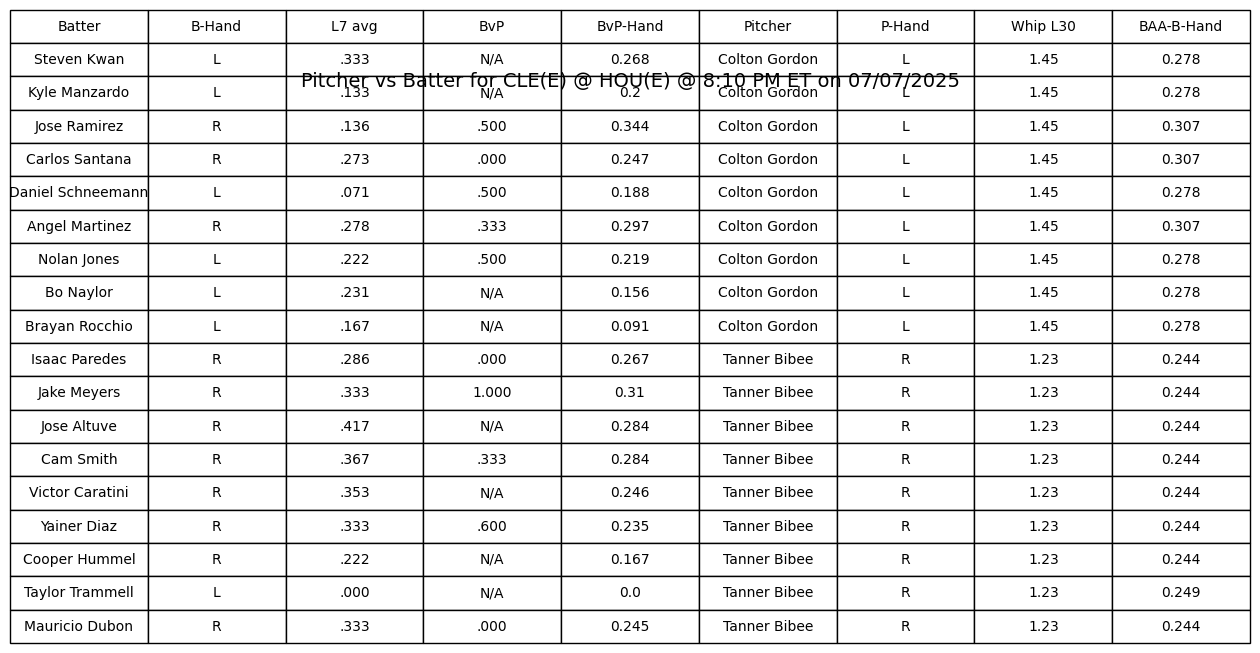 Batter B-Hand L7 avg BvP BvP-Hand Pitcher P-Hand Whip L30 BAA-B-Hand
Steven Kwan L .333 N/A 0.268 Colton Gordon L 1.45 0.278
Pitcher vs Batter for CLE(E) @ HOU(E) @ 8:10 PM ET on 07/07/2025
Kyle Manzardo L .133 N/A 0.2 Colton Gordon L 1.45 0.278
Jose Ramirez R .136 .500 0.344 Colton Gordon L 1.45 0.307
Carlos Santana R .273 .000 0.247 Colton Gordon L 1.45 0.307
Daniel Schneemann L .071 .500 0.188 Colton Gordon L 1.45 0.278
Angel Martinez R .278 .333 0.297 Colton Gordon L 1.45 0.307
Nolan Jones L .222 .500 0.219 Colton Gordon L 1.45 0.278
Bo Naylor L .231 N/A 0.156 Colton Gordon L 1.45 0.278
Brayan Rocchio L .167 N/A 0.091 Colton Gordon L 1.45 0.278
Isaac Paredes R .286 .000 0.267 Tanner Bibee R 1.23 0.244
Jake Meyers R .333 1.000 0.31 Tanner Bibee R 1.23 0.244
Jose Altuve R .417 N/A 0.284 Tanner Bibee R 1.23 0.244
Cam Smith R .367 .333 0.284 Tanner Bibee R 1.23 0.244
Victor Caratini R .353 N/A 0.246 Tanner Bibee R 1.23 0.244
Yainer Diaz R .333 .600 0.235 Tanner Bibee R 1.23 0.244
Cooper Hummel R .222 N/A 0.167 Tanner Bibee R 1.23 0.244
Taylor Trammell L .000 N/A 0.0 Tanner Bibee R 1.23 0.249
Mauricio Dubon R .333 .000 0.245 Tanner Bibee R 1.23 0.244